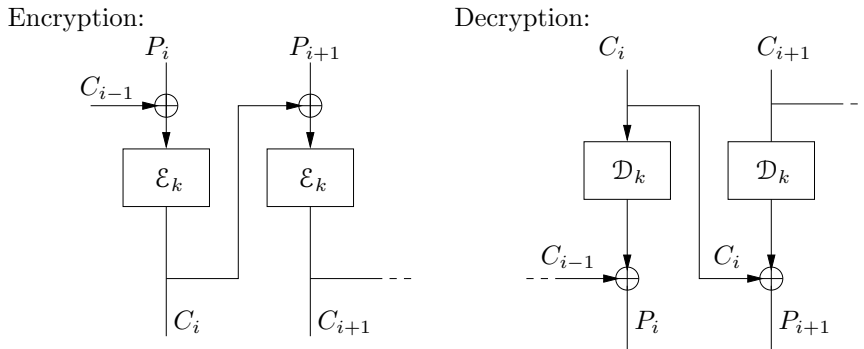 Encryption:
Decryption:
P_i
P_{i+1}
C_{i-1}
ℰ_k
ℰ_k
C_i
C_{i+1}
C_i
C_{i+1}
𝒟_k
𝒟_k
C_{i-1}
C_i
P_i
P_{i+1}